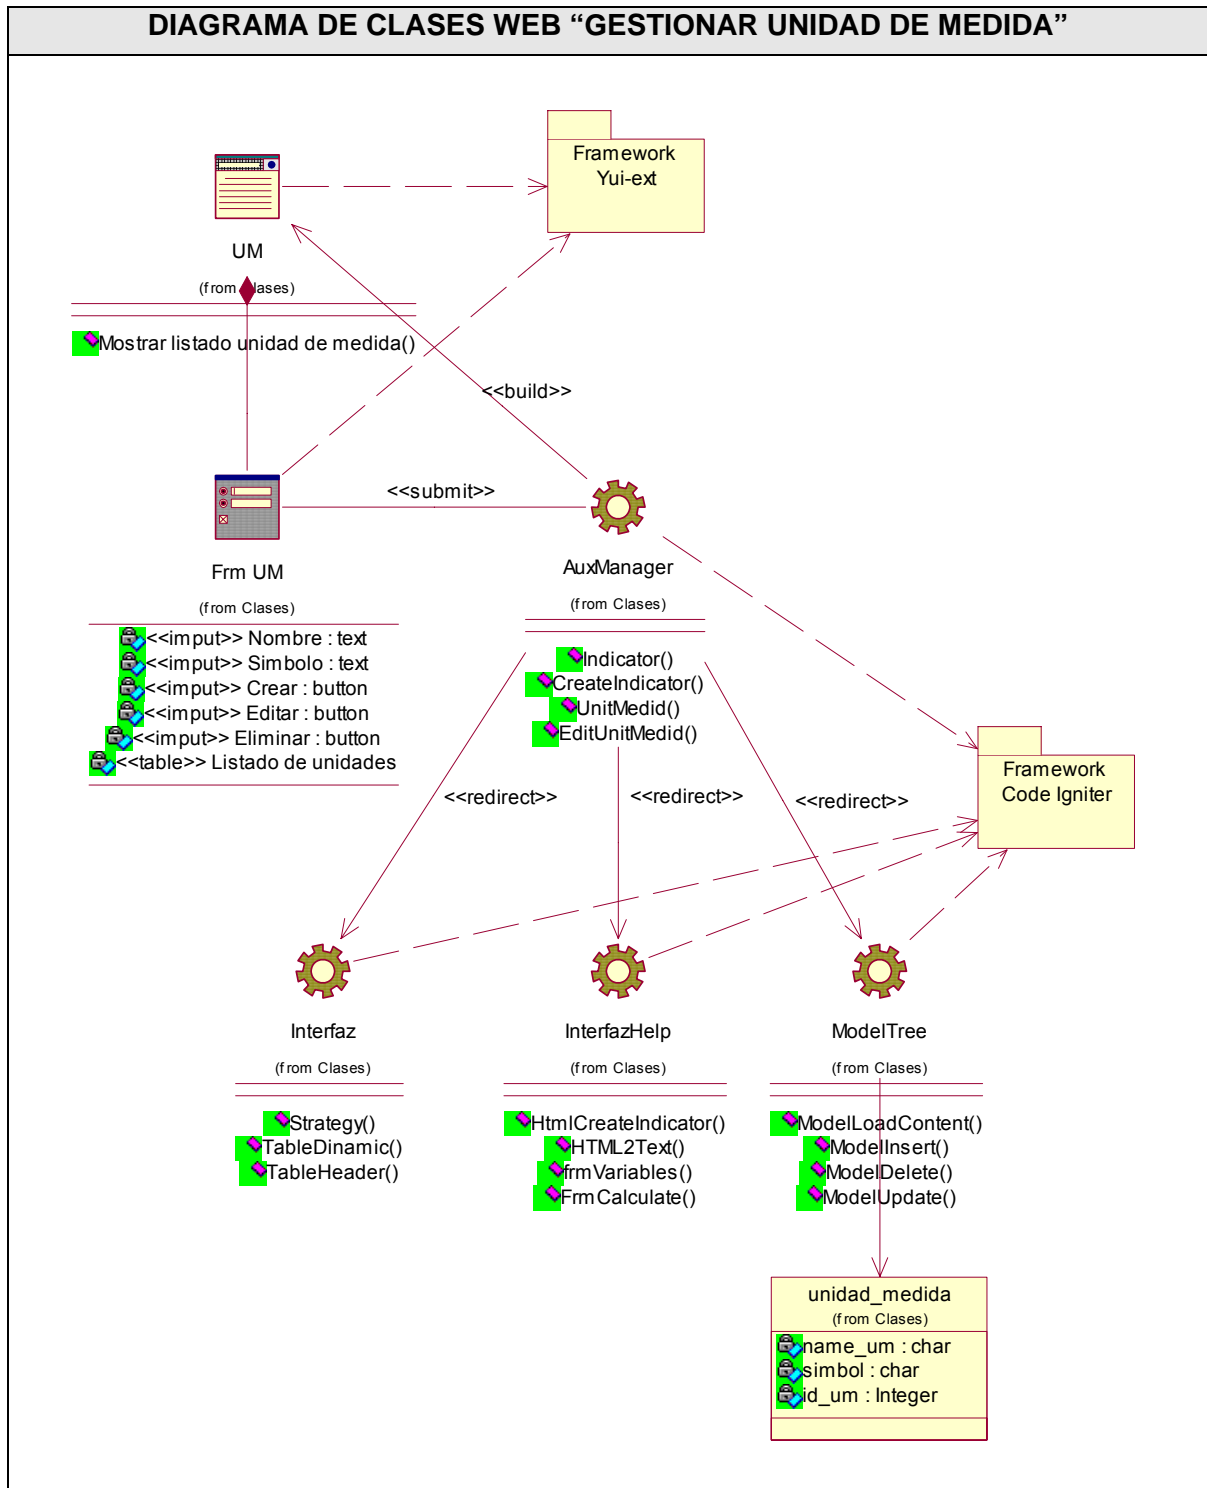 DIAGRAMA DE CLASES WEB “GESTIONAR UNIDAD DE MEDIDA”
Framework
Yui-ext
UM
(from Clases)
Mostrar listado unidad de medida()
<<build>>
<<submit>>
Frm UM
(from Clases)
<<imput>> Nombre : text
<<imput>> Simbolo : text
<<imput>> Crear : button
<<imput>> Editar : button
<<imput>> Eliminar : button
<<table>> Listado de unidades
AuxManager
(from Clases)
Indicator()
CreateIndicator()
UnitMedid()
EditUnitMedid()
Framework
Code Igniter
<<redirect>>
<<redirect>>
<<redirect>>
Interfaz
(from Clases)
Strategy()
TableDinamic()
TableHeader()
InterfazHelp
(from Clases)
HtmlCreateIndicator()
HTML2Text()
frmVariables()
FrmCalculate()
ModelTree
(from Clases)
ModelLoadContent()
ModelInsert()
ModelDelete()
ModelUpdate()
unidad_medida
(from Clases)
name_um : char
simbol : char
id_um : Integer